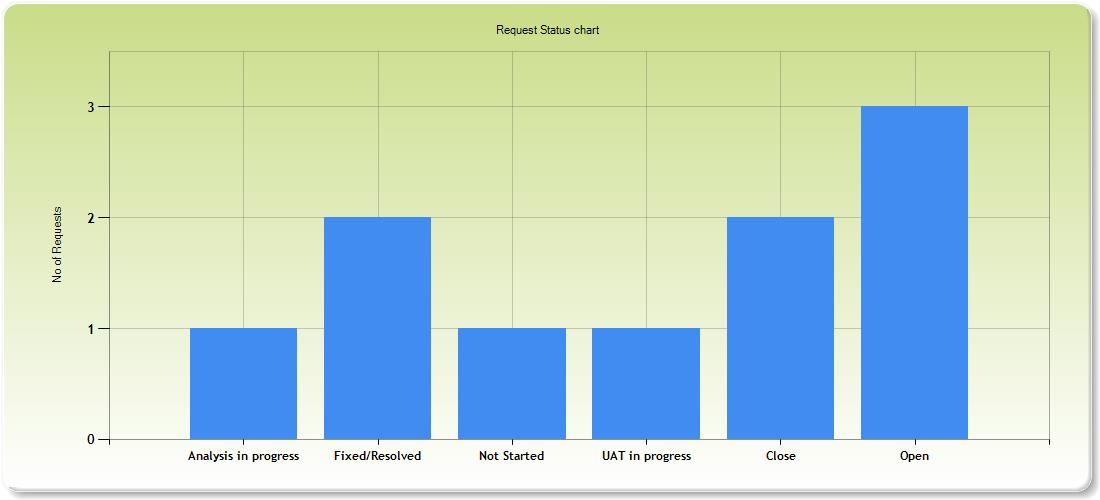 Request Status chart
No of Requests
3
2
1
0
Analysis in progress Fixed/Resolved Not Started UAT in progress Close Open